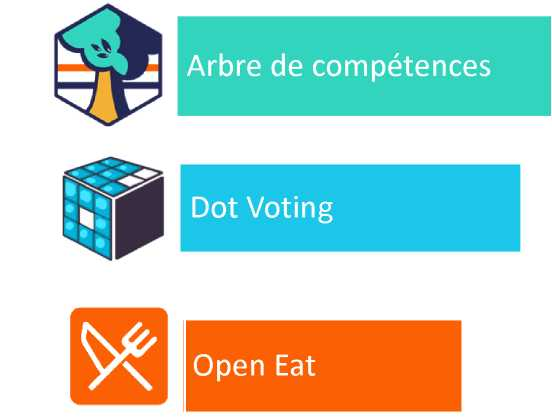 Arbre de compétences
Dot Voting
Open Eat